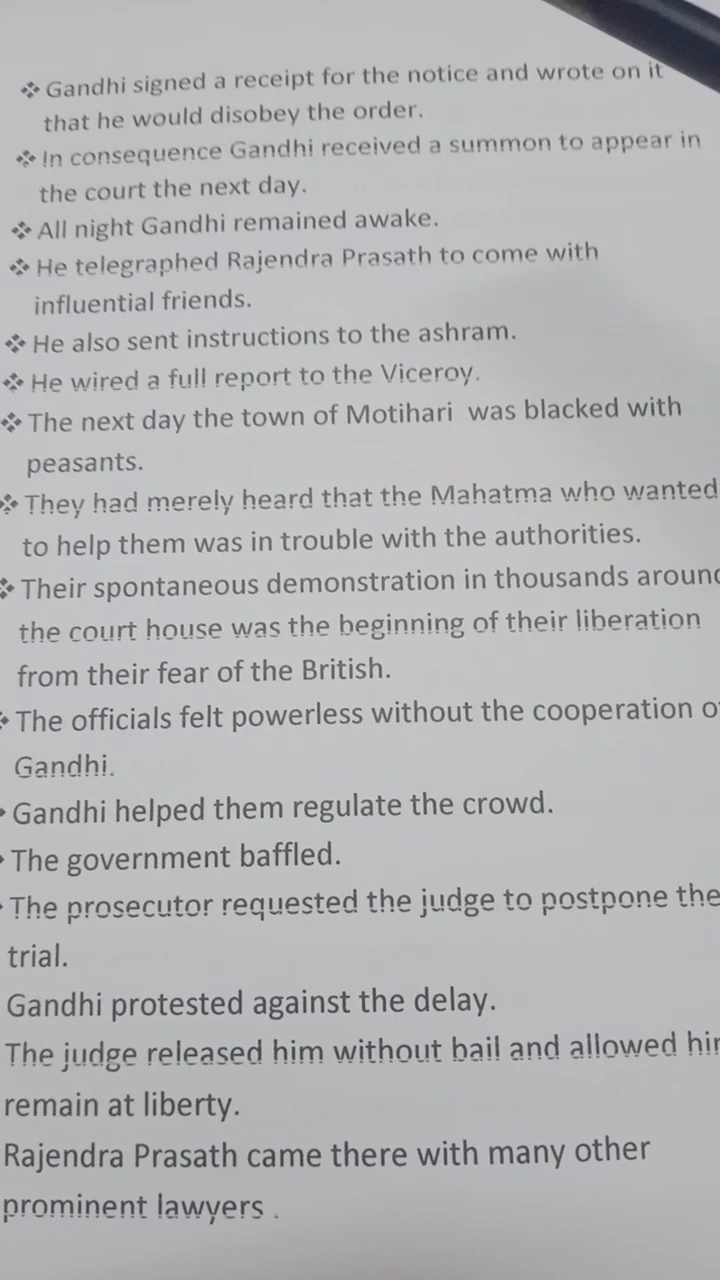 ❖ Gandhi signed a receipt for the notice and wrote on it
that he would disobey the order.
❖ In consequence Gandhi received a summon to appear in
the court the next day.
❖ All night Gandhi remained awake.
❖ He telegraphed Rajendra Prasath to come with
influential friends.
❖ He also sent instructions to the ashram.
❖ He wired a full report to the Viceroy.
❖ The next day the town of Motihari was blacked with
peasants.
❖ They had merely heard that the Mahatma who wanted
to help them was in trouble with the authorities.
❖ Their spontaneous demonstration in thousands around
the court house was the beginning of their liberation
from their fear of the British.
❖ The officials felt powerless without the cooperation o
Gandhi.
Gandhi helped them regulate the crowd.
The government baffled.
The prosecutor requested the judge to postpone the
trial.
Gandhi protested against the delay.
The judge released him without bail and allowed hi
remain at liberty.
Rajendra Prasath came there with many other
prominent lawyers .